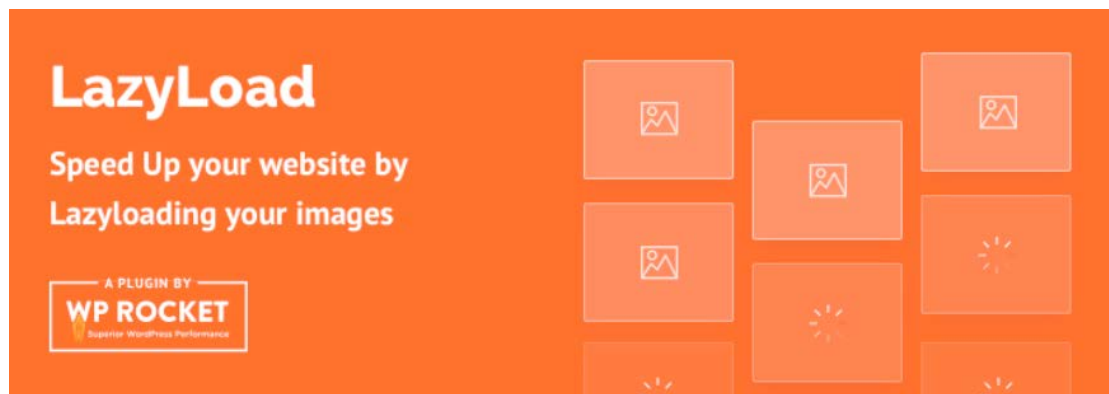 LazyLoad
Speed Up your website by
Lazyloading your images
A PLUGIN BY
WP ROCKET
Superior WordPress Performance